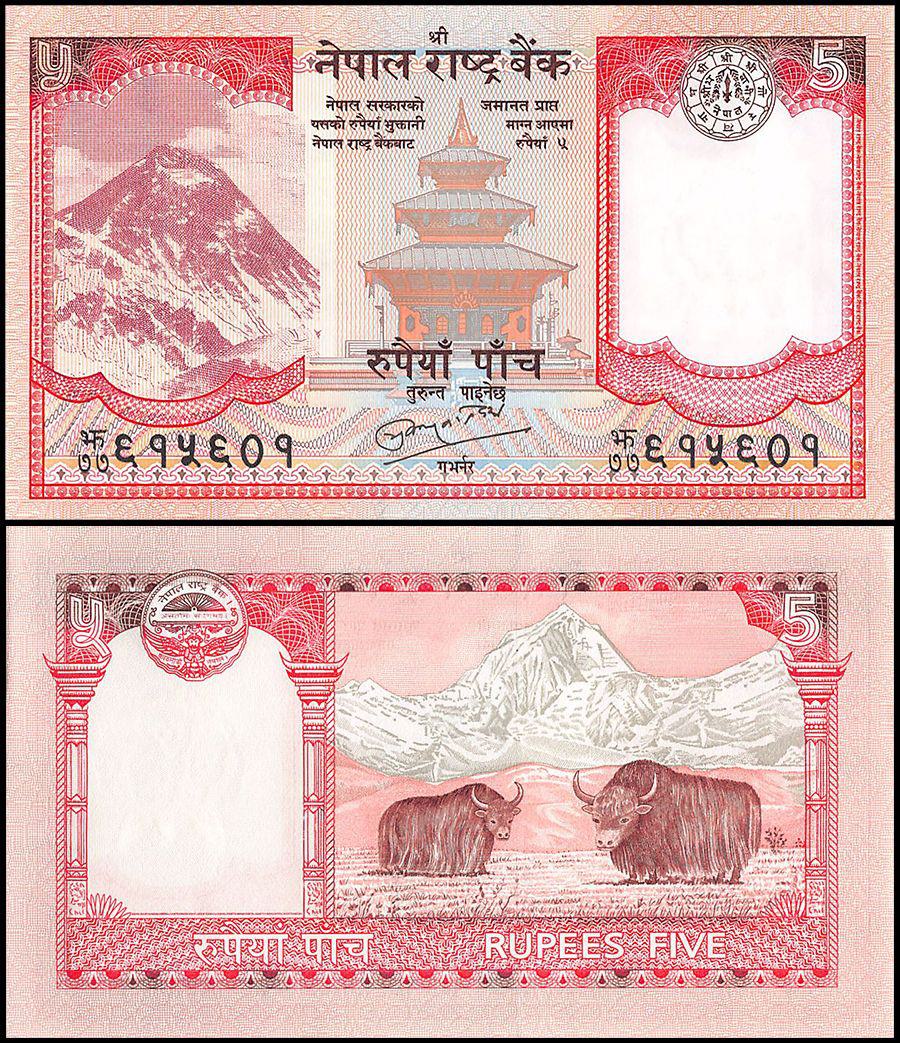 ५
श्री
5
नेपाल राष्ट्र बैंक
नेपाल सरकारको
यसको रुपैयाँ भुक्तानी
नेपाल राष्ट्र बैंकबाट
जमानत प्राप्त
माग्न आएमा
रुपैयाँ ५
रुपैयाँ पाँच
तुरुन्त पाइनेछ
गभर्नर
झ
७७ ६१५६०१
झ
७७ ६१५६०१
५
नेपाल राष्ट्र बैंक
5
रुपैयाँ पाँच
RUPEES FIVE